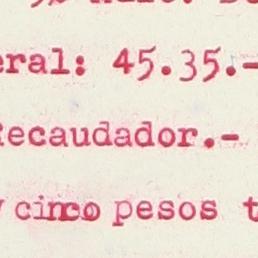 eral: 45.35.-
Recaudador.-
y cinco pesos t